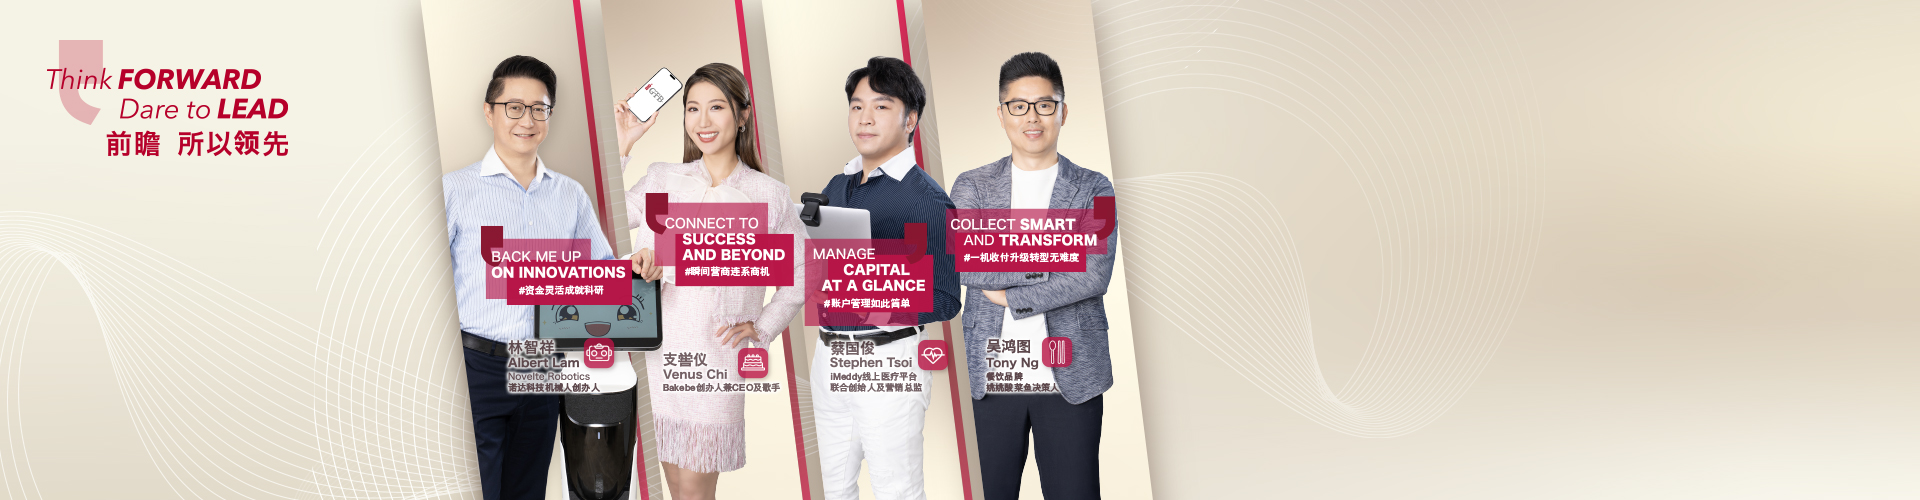 Think FORWARD
Dare to LEAD
前瞻 所以领先
BACK ME UP
ON INNOVATIONS
#资金灵活成就科研
林智祥
Albert Lam
Novelte Robotics
诺达科技机械人创办人
GTB
CONNECT TO
SUCCESS
AND BEYOND
#瞬间营商连系商机
支喾仪
Venus Chi
Bakebe创办人兼CEO及歌手
MANAGE
CAPITAL
AT A GLANCE
#账户管理如此简单
蔡国俊
Stephen Tsoi
iMeddy线上医疗平台
联合创始人及营销总监
COLLECT SMART
AND TRANSFORM
#一机收付升级转型无难度
吴鸿图
Tony Ng
餐饮品牌
姚姚酸菜鱼决策人